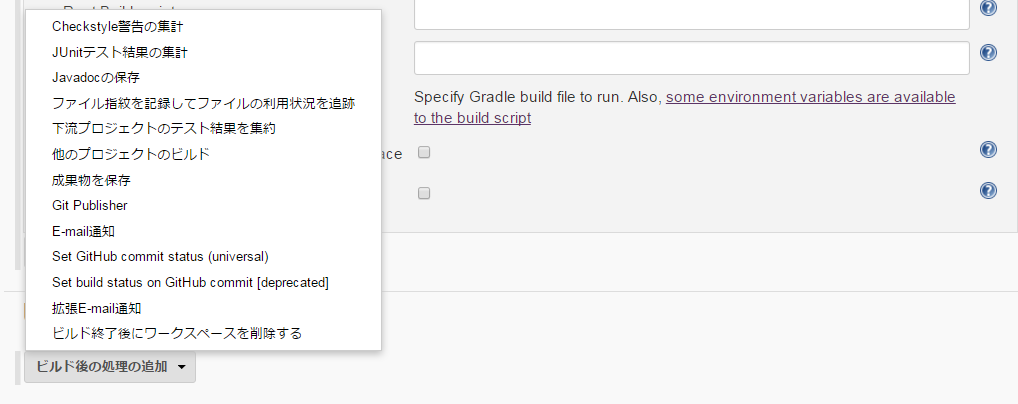 Checkstyle警告の集計
JUnitテスト結果の集計
Javadocの保存
ファイル指紋を記録してファイルの利用状況を追跡
下流プロジェクトのテスト結果を集約
他のプロジェクトのビルド
成果物を保存
Git Publisher
E-mail通知
Set GitHub commit status (universal)
Set build status on GitHub commit [deprecated]
拡張E-mail通知
ビルド終了後にワークスペースを削除する
ビルド後の処理の追加
Specify Gradle build file to run. Also, some environment variables are available
to the build script